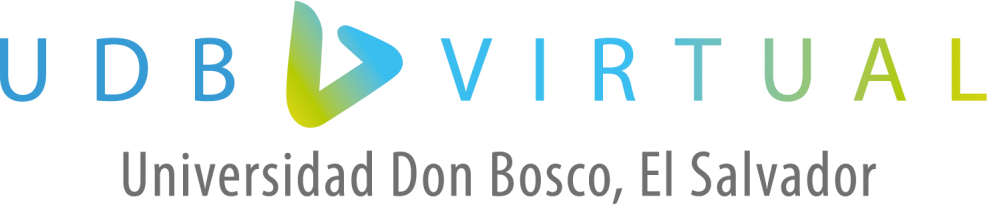 UDB VIRTUAL
Universidad Don Bosco, El Salvador